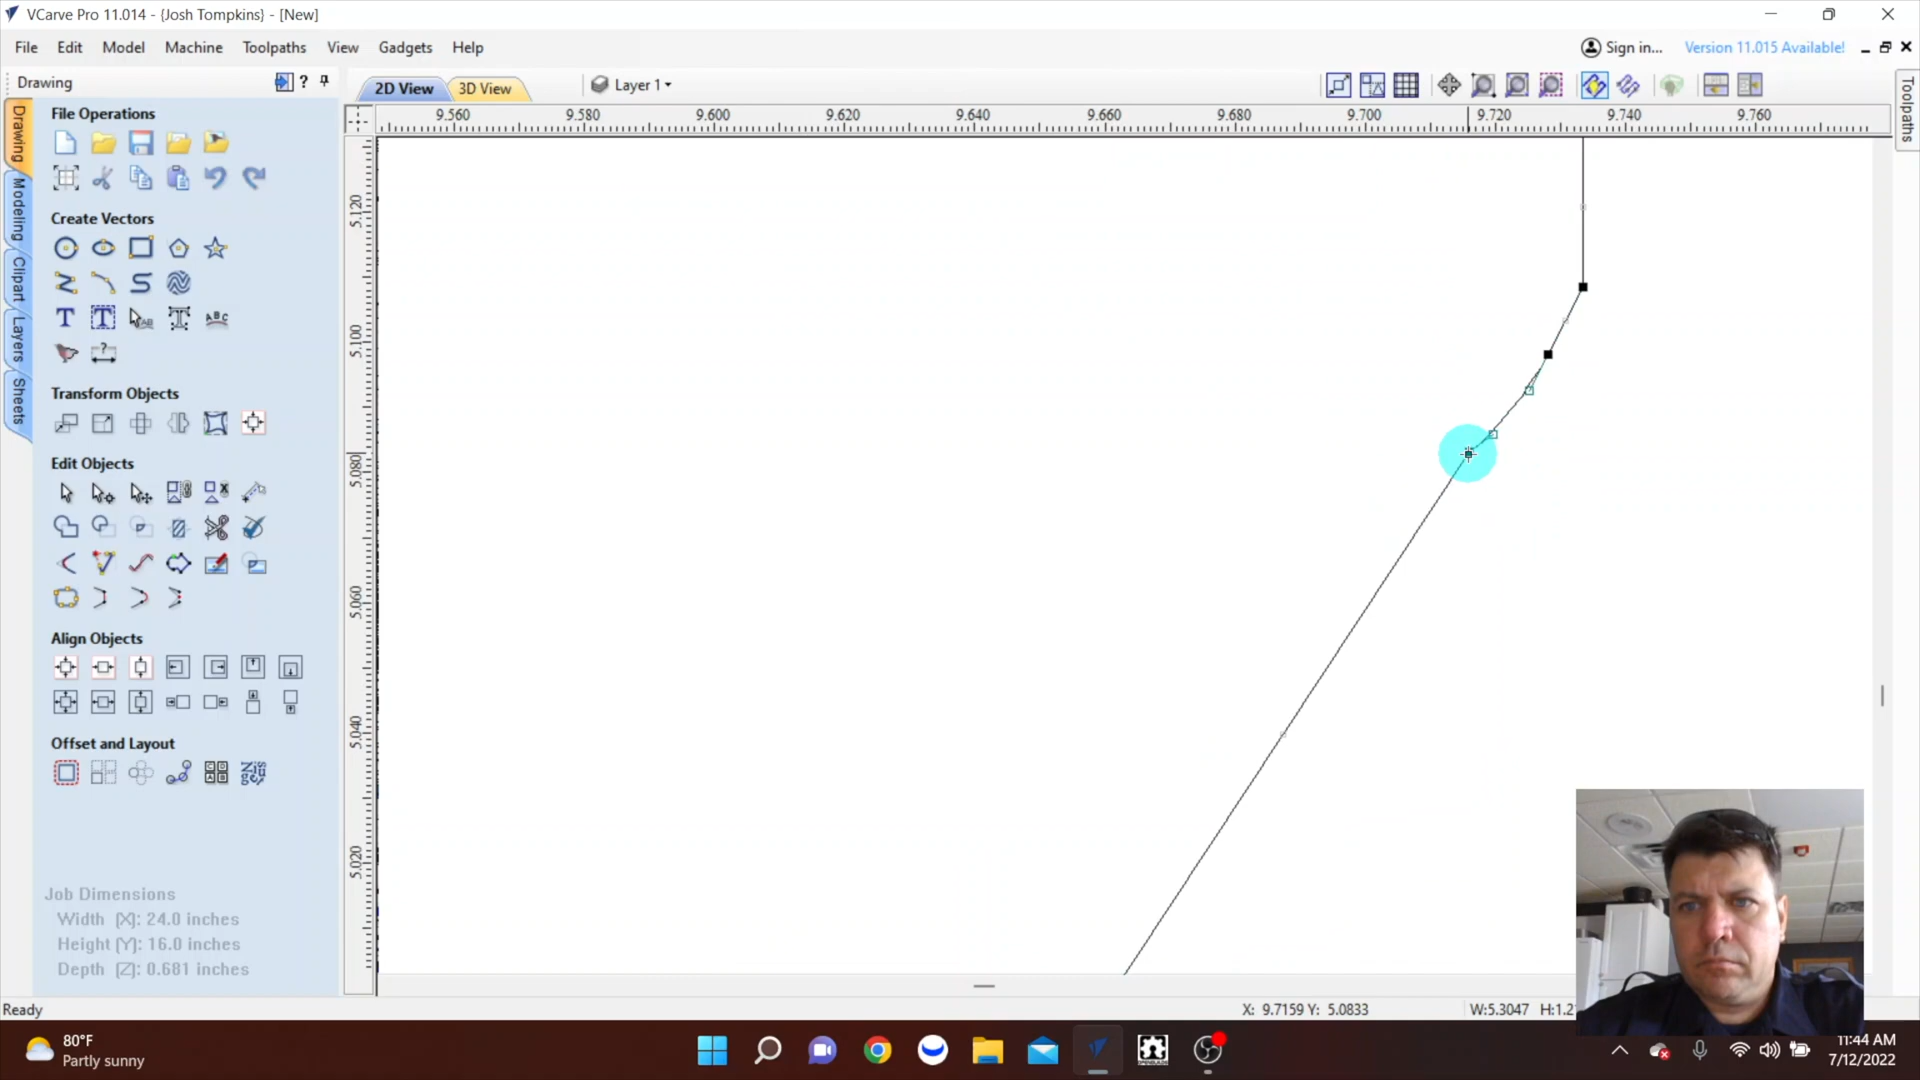 VCarve Pro 11.014 - {Josh Tompkins} - [New]
File Edit Model Machine Toolpaths View Gadgets Help
Sign in... Version 11.015 Available!
Drawing
2D View 3D View Layer 1
Toolpaths
Drawing
Modeling
Clipart
Layers
Sheets
9.560 9.580 9.600 9.620 9.640 9.660 9.680 9.700 9.720 9.740 9.760
5.120
5.100
5.080
5.060
5.040
5.020
File Operations
Create Vectors
Transform Objects
Edit Objects
Align Objects
Offset and Layout
Job Dimensions
Width (X): 24.0 inches
Height (Y): 16.0 inches
Depth (Z): 0.681 inches
Ready
X: 9.7159 Y: 5.0833
W:5.3047 H:1.2
80°F
Partly sunny
11:44 AM
7/12/2022